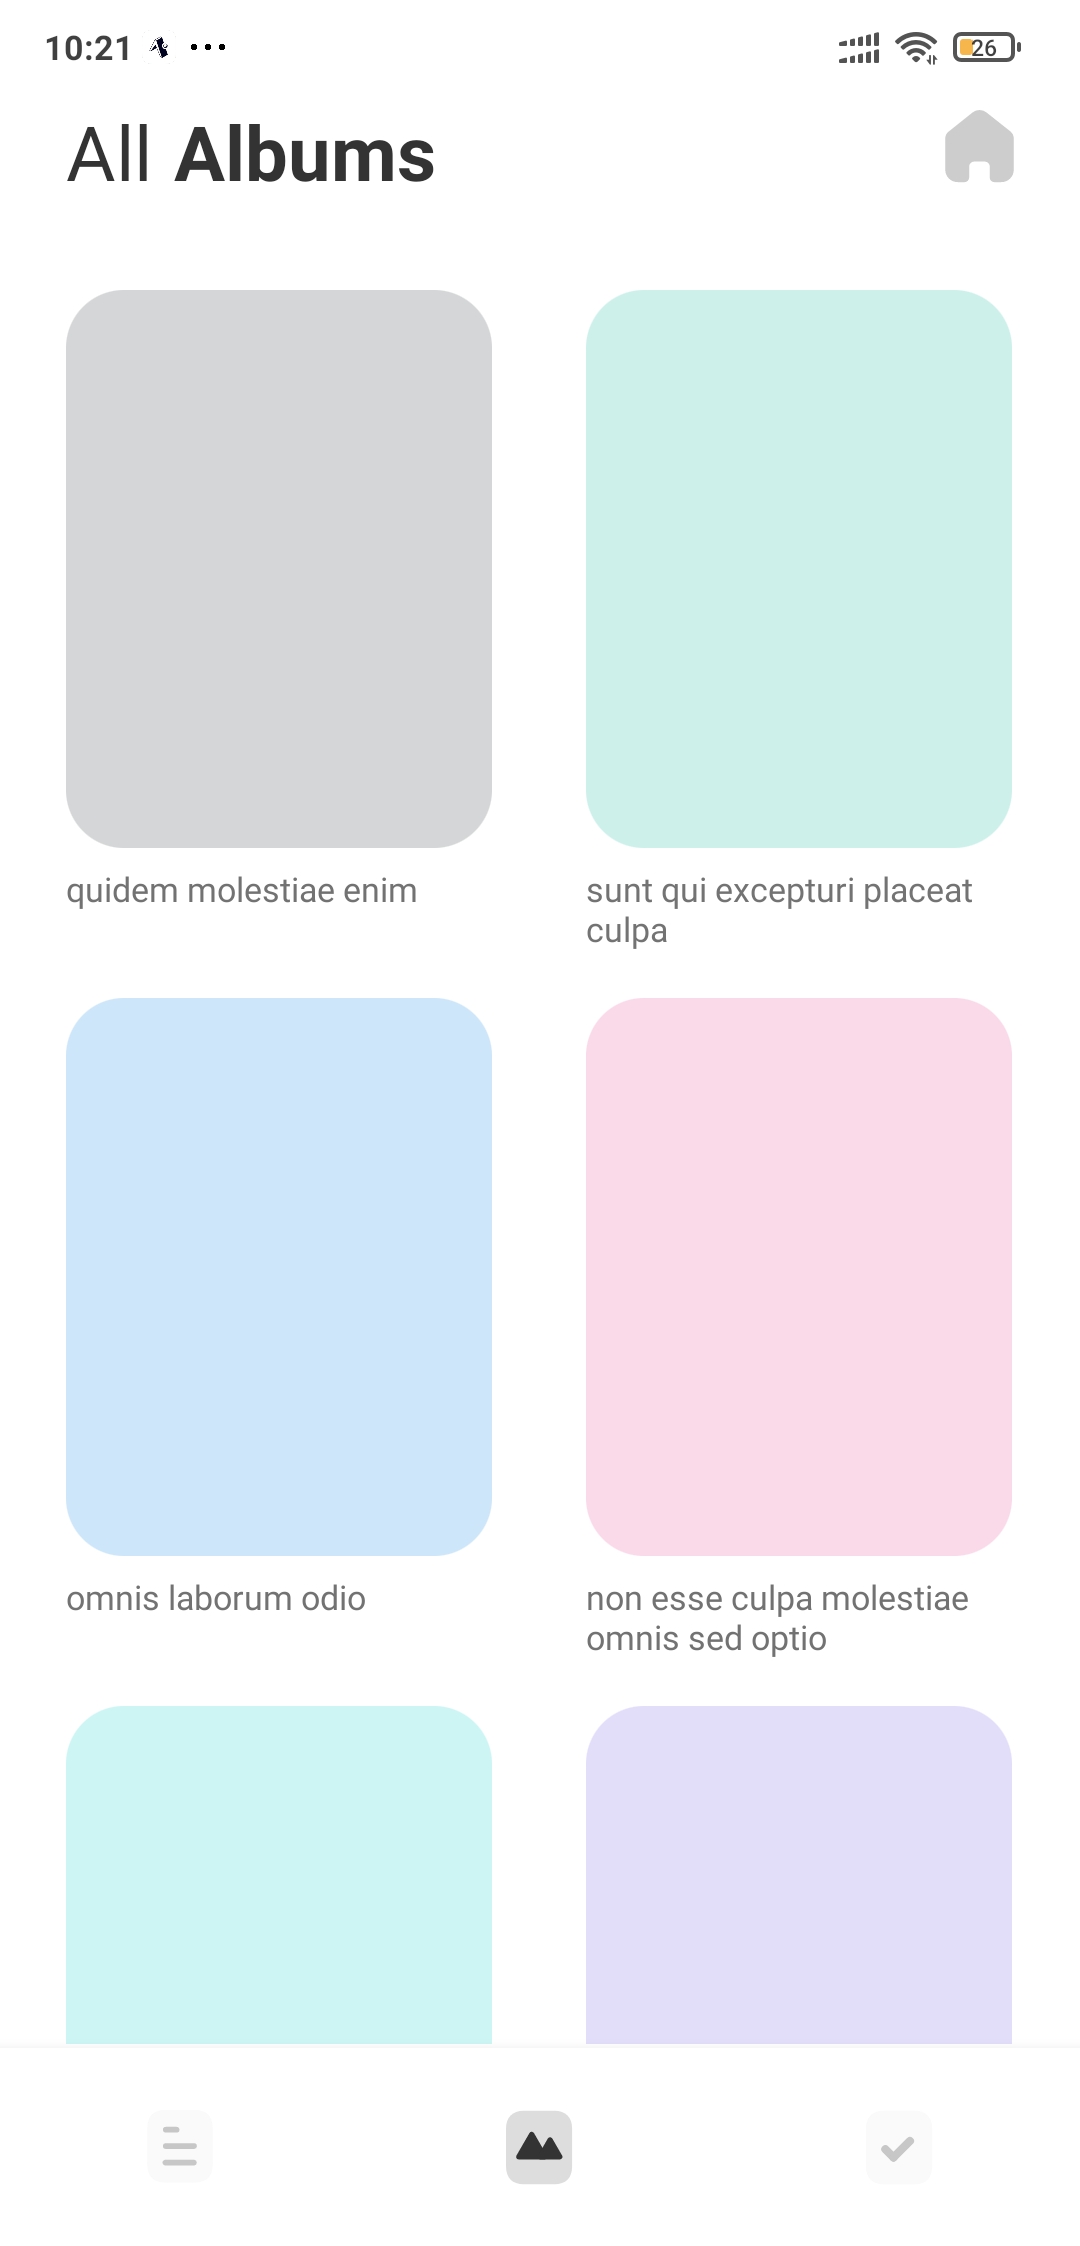 10:21
26
All Albums
quidem molestiae enim
sunt qui excepturi placeat
culpa
omnis laborum odio
non esse culpa molestiae
omnis sed optio